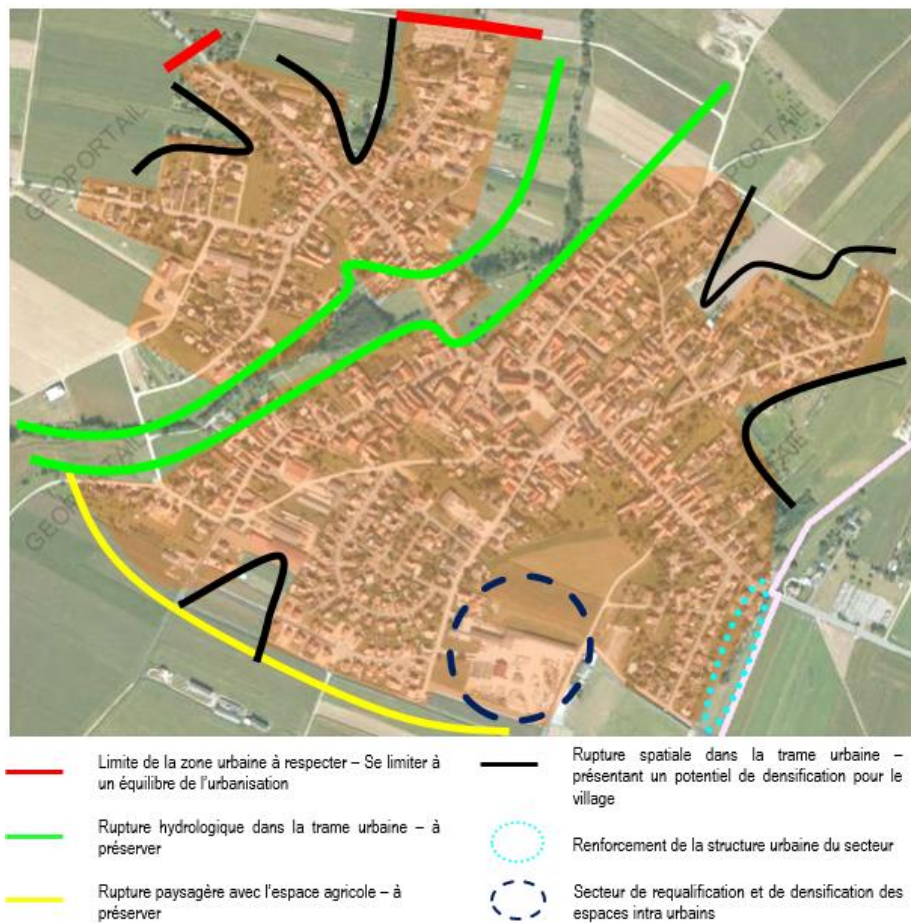 GEOPORTAIL
GEOPORTAIL
GEOPORTAIL
Limite de la zone urbaine à respecter – Se limiter à
un équilibre de l'urbanisation
Rupture hydrologique dans la trame urbaine – à
préserver
Rupture paysagère avec l'espace agricole – à
préserver
Rupture spatiale dans la trame urbaine –
présentant un potentiel de densification pour le
village
Renforcement de la structure urbaine du secteur
Secteur de requalification et de densification des
espaces intra urbains